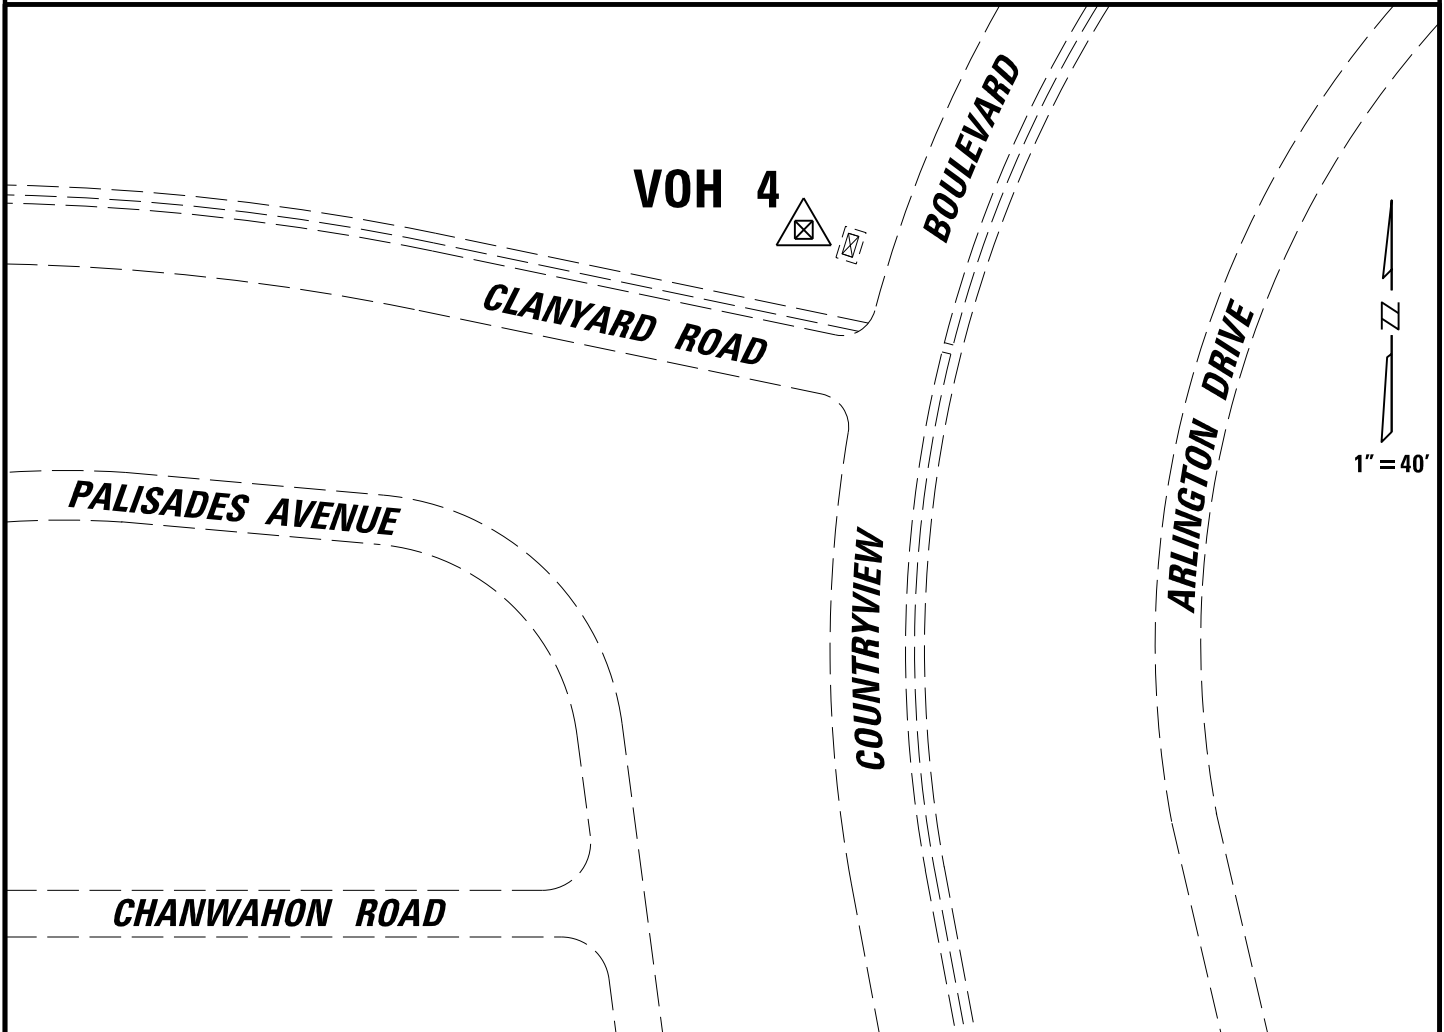 BOULEVARD
VOH 4
CLANYARD ROAD
N
ARLINGTON DRIVE
1" = 40'
PALISADES AVENUE
COUNTRYVIEW
CHANWAHON ROAD